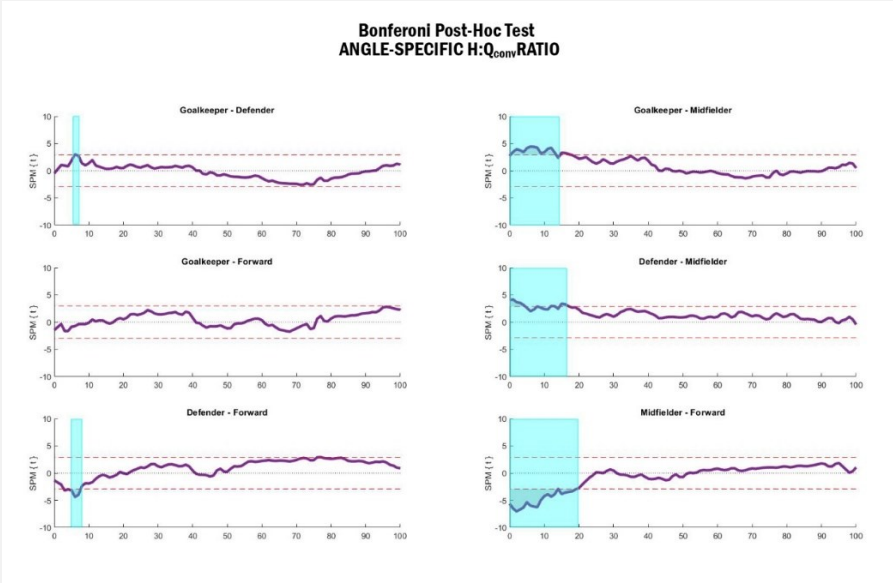 Bonferoni Post-Hoc Test
ANGLE-SPECIFIC H:QconvRATIO
Goalkeeper - Defender
10
5
0
-5
-10
SPM { t }
0 10 20 30 40 50 60 70 80 90 100
Goalkeeper - Midfielder
10
5
0
-5
-10
SPM { t }
0 10 20 30 40 50 60 70 80 90 100
Goalkeeper - Forward
10
5
0
-5
-10
SPM { t }
0 10 20 30 40 50 60 70 80 90 100
Defender - Midfielder
10
5
0
-5
-10
SPM { t }
0 10 20 30 40 50 60 70 80 90 100
Defender - Forward
10
5
0
-5
-10
SPM { t }
0 10 20 30 40 50 60 70 80 90 100
Midfielder - Forward
10
5
0
-5
-10
SPM { t }
0 10 20 30 40 50 60 70 80 90 100